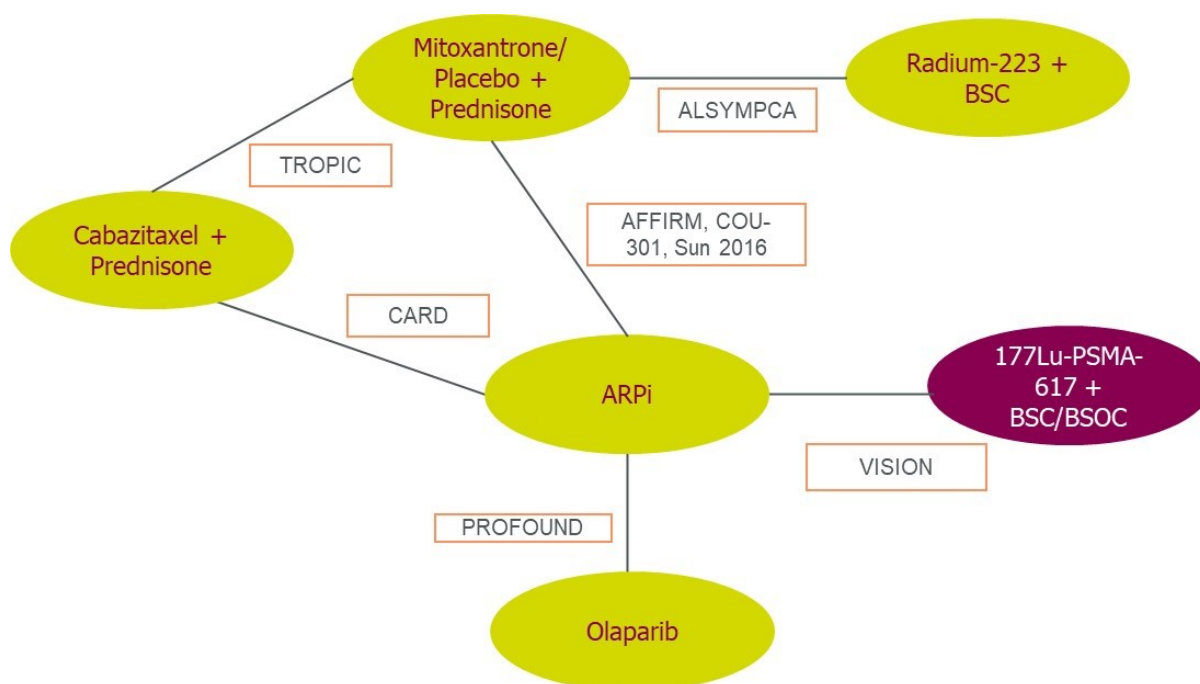 Mitoxantrone/
Placebo +
Prednisone
Radium-223 +
BSC
ALSYMPCA
TROPIC
AFFIRM, COU-
301, Sun 2016
Cabazitaxel +
Prednisone
CARD
ARPi
177Lu-PSMA-
617 +
BSC/BSOC
VISION
PROFOUND
Olaparib